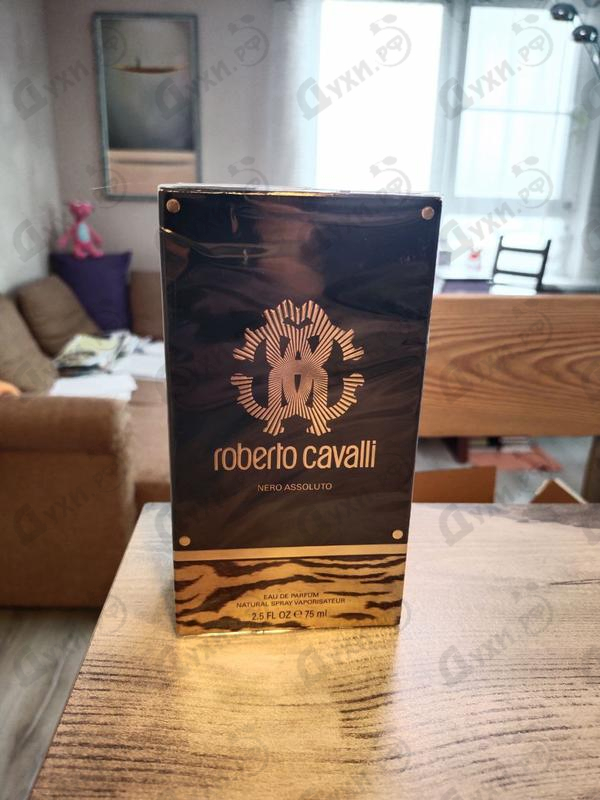 roberto cavalli
NERO ASSOLUTO
EAU DE PARFUM
NATURAL SPRAY VAPORISATEUR
2.5 FL OZ ℮ 75 ml
Духи.РФ